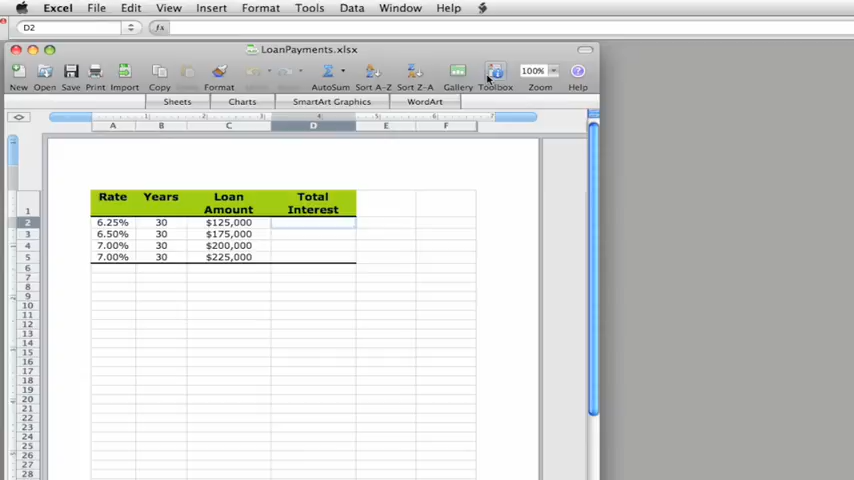 Excel File Edit View Insert Format Tools Data Window Help
D2 fx
LoanPayments.xlsx
100%
New Open Save Print Import Copy Format AutoSum Sort A-Z Sort Z-A Gallery Toolbox Zoom Help
Sheets Charts SmartArt Graphics WordArt
A B C D E F
1 Rate Years Loan Amount Total Interest
2 6.25% 30 $125,000
3 6.50% 30 $175,000
4 7.00% 30 $200,000
5 7.00% 30 $225,000
6
7
8
9
10
11
12
13
14
15
16
17
18
19
20
21
22
23
24
25
26
27
28